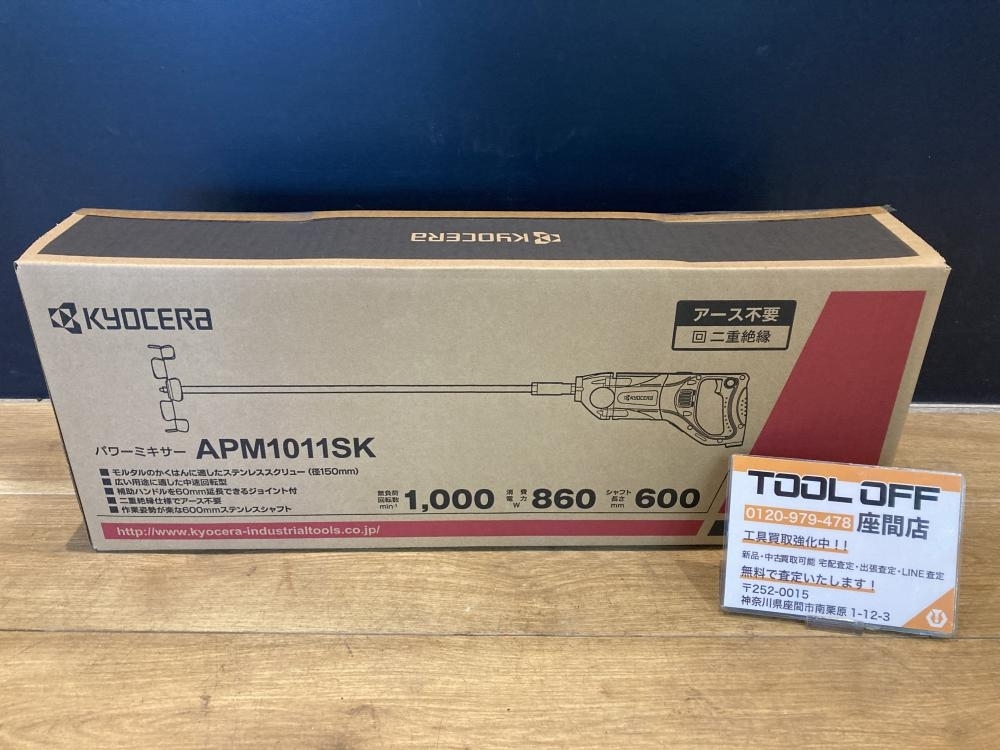 KYOCERA
KYOCERA
アース不要
回 二重絶縁
KYOCERA
パワーミキサー APM1011SK
■ モルタルのかくはんに適したステンレススクリュー(径150mm)
■ 広い用途に適した中速回転型
■ 補助ハンドルを60mm延長できるジョイント付
■ 二重絶縁仕様でアース不要
■ 作業姿勢が楽な600mmステンレスシャフト
無負荷回転数 min-1 1,000 消費電力 W 860 シャフト長さ mm 600
http://www.kyocera-industrialtools.co.jp/
TOOL OFF
0120-979-478 座間店
工具買取強化中!!
新品・中古買取可能 宅配査定・出張査定・LINE査定
無料で査定いたします!
〒252-0015
神奈川県座間市南栗原 1-12-3